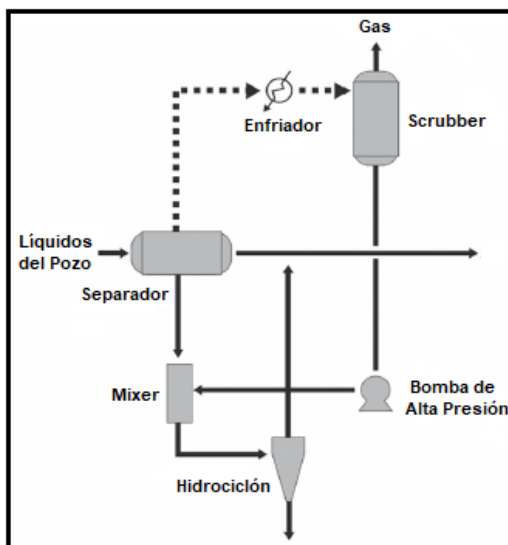 Gas
Enfriador
Scrubber
Líquidos
del Pozo
Separador
Mixer
Bomba de
Alta Presión
Hidrociclón